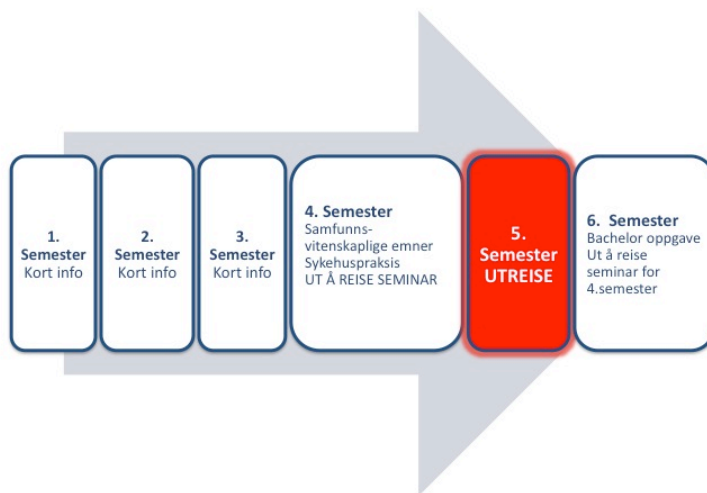 1.
Semester
Kort info
2.
Semester
Kort info
3.
Semester
Kort info
4. Semester
Samfunns-
vitenskaplige emner
Sykehuspraksis
UT Å REISE SEMINAR
5.
Semester
UTREISE
6. Semester
Bachelor oppgave
Ut å reise
seminar for
4.semester